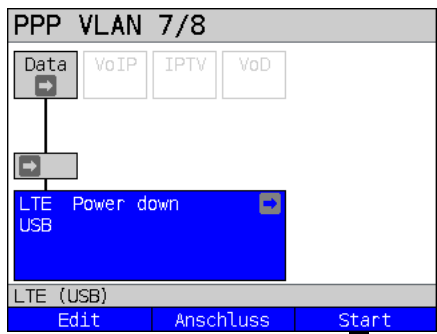 PPP VLAN 7/8
Data VoIP IPTV VoD
LTE Power down
USB
LTE (USB)
Edit Anschluss Start